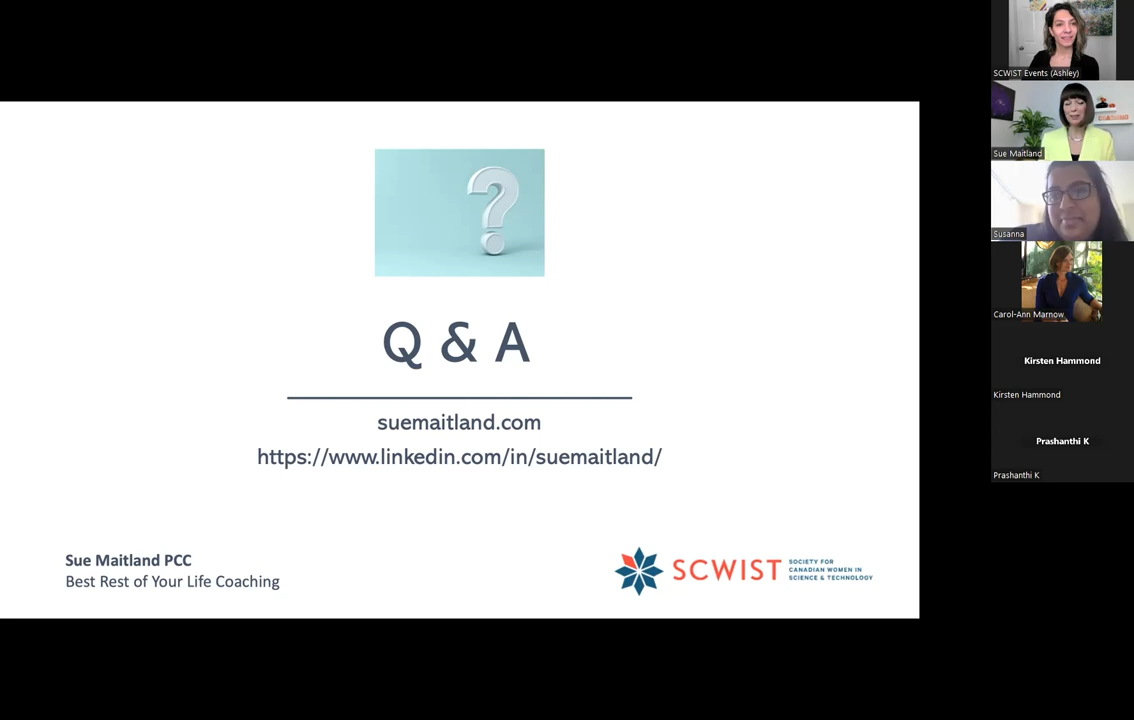 Q & A
suemaitland.com
https://www.linkedin.com/in/suemaitland/
Sue Maitland PCC
Best Rest of Your Life Coaching
SCWIST
SOCIETY FOR
CANADIAN WOMEN IN
SCIENCE & TECHNOLOGY
SCWIST Events (Ashley)
Sue Maitland
Susanna
Carol-Ann Marnow
Kirsten Hammond
Kirsten Hammond
Prashanthi K
Prashanthi K